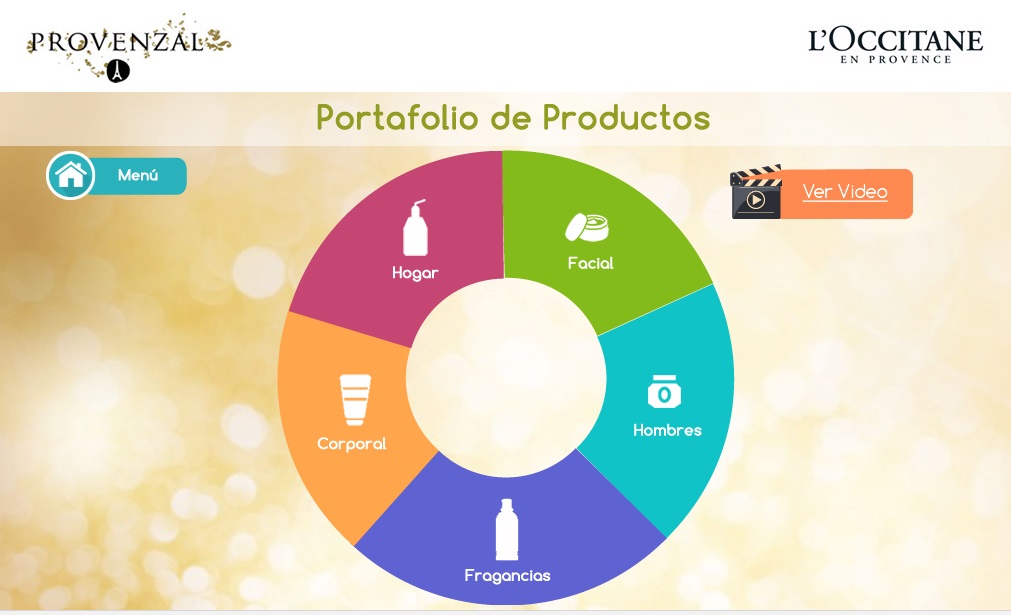 PROVENZAL
L'OCCITANE
EN PROVENCE
Portafolio de Productos
Menú
Ver Video
Hogar
Facial
Corporal
Hombres
Fragancias